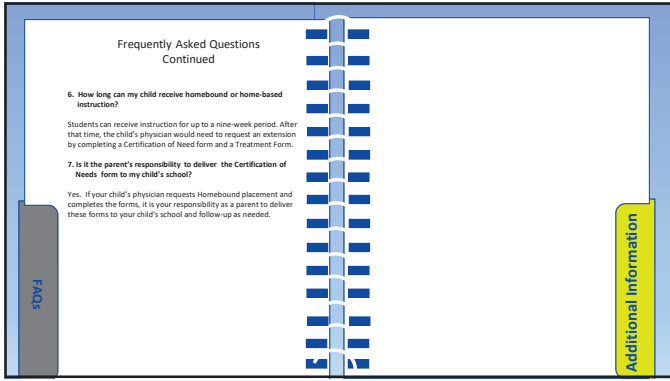 Frequently Asked Questions
Continued
6. How long can my child receive homebound or home-based
instruction?
Students can receive instruction for up to a nine-week period. After
that time, the child's physician would need to request an extension
by completing a Certification of Need form and a Treatment Form.
7. Is it the parent's responsibility to deliver the Certification of
Needs form to my child's school?
Yes. If your child's physician requests Homebound placement and
completes the forms, it is your responsibility as a parent to deliver
these forms to your child's school and follow-up as needed.
FAQs
Additional Information